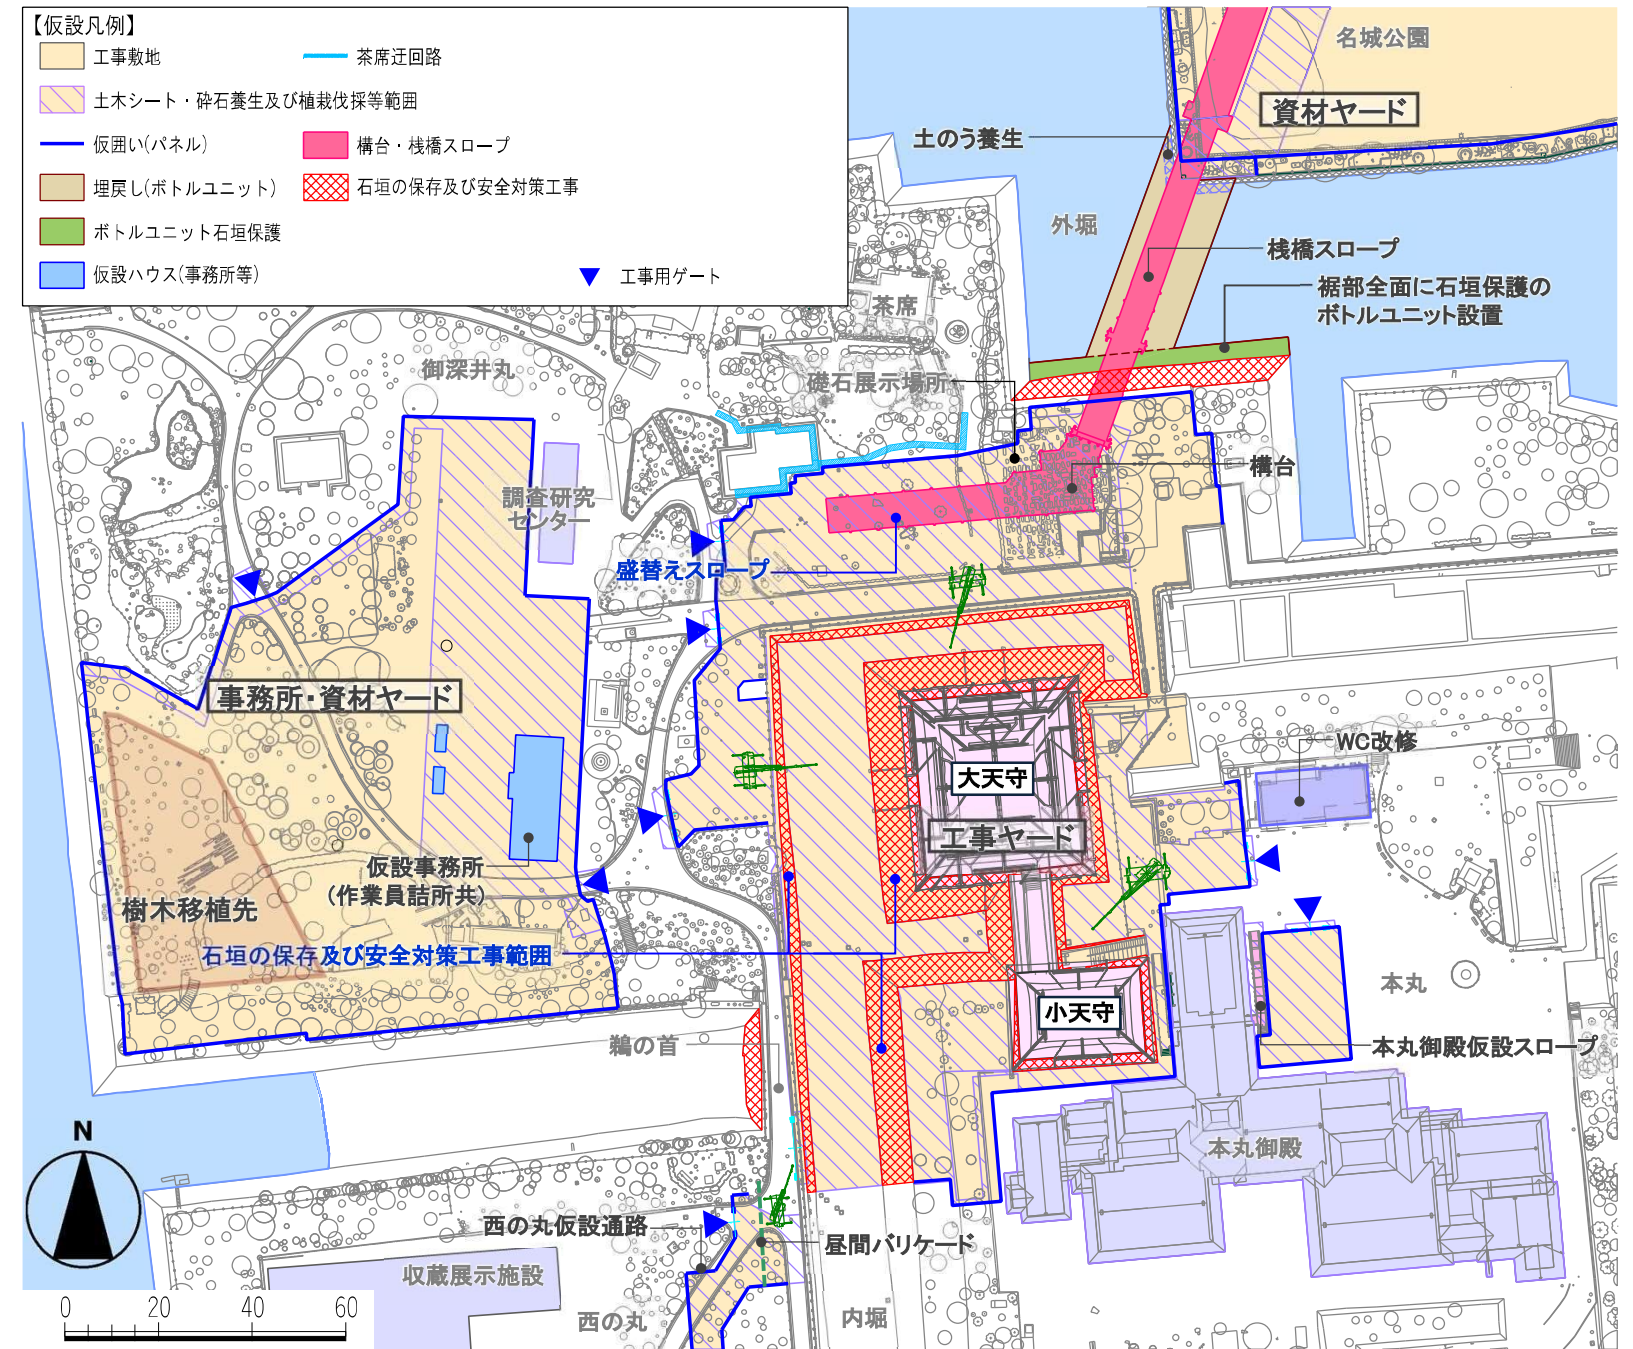 【仮設凡例】
工事敷地
茶席迂回路
土木シート・砕石養生及び植栽伐採等範囲
仮囲い(パネル)
構台・桟橋スロープ
埋戻し(ボトルユニット)
石垣の保存及び安全対策工事
ボトルユニット石垣保護
仮設ハウス(事務所等)
工事用ゲート
名城公園
資材ヤード
土のう養生
外堀
桟橋スロープ
裾部全面に石垣保護の
ボトルユニット設置
茶席
御深井丸
礎石展示場所
構台
調査研究
センター
盛替えスロープ
事務所・資材ヤード
WC改修
大天守
工事ヤード
仮設事務所
(作業員詰所共)
樹木移植先
石垣の保存及び安全対策工事範囲
本丸
小天守
鵜の首
本丸御殿仮設スロープ
N
本丸御殿
西の丸仮設通路
昼間バリケード
収蔵展示施設
西の丸
内堀
0 20 40 60